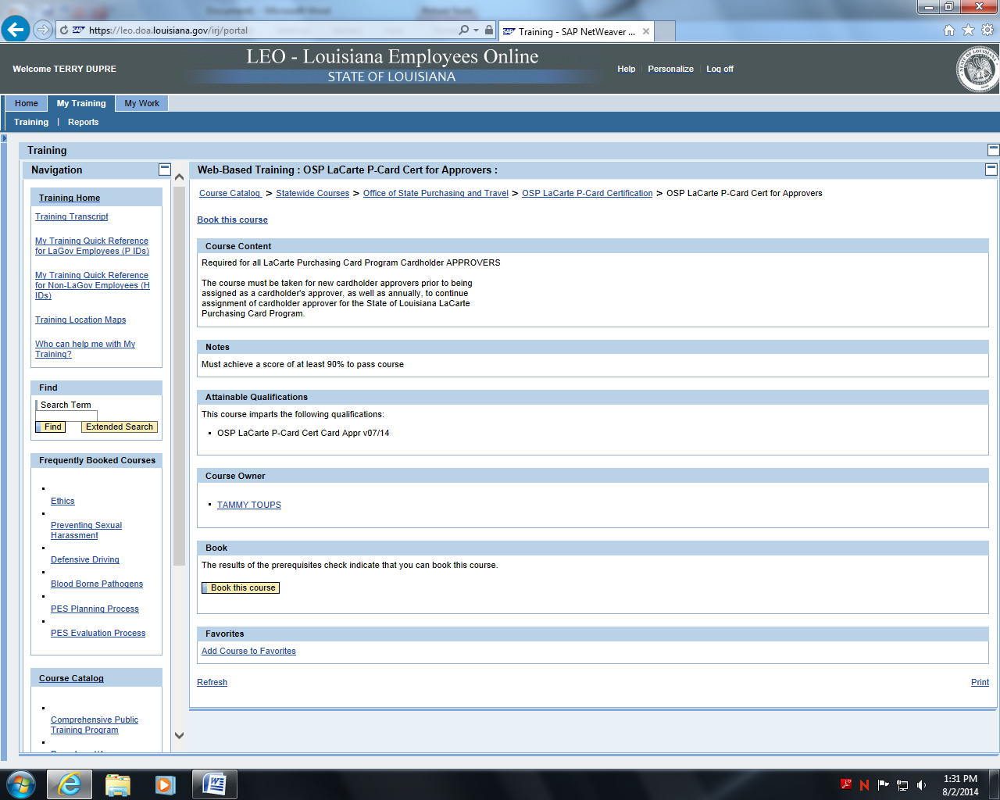 https://leo.doa.louisiana.gov/irj/portal
Training - SAP NetWeaver ...
Welcome TERRY DUPRE
LEO - Louisiana Employees Online
STATE OF LOUISIANA
Help
Personalize
Log off
Home
My Training
My Work
Training | Reports
Training
Navigation
Training Home
Training Transcript
My Training Quick Reference
for LaGov Employees (P IDs)
My Training Quick Reference
for Non-LaGov Employees (H
IDs)
Training Location Maps
Who can help me with My
Training?
Find
Search Term
Find
Extended Search
Frequently Booked Courses
Ethics
Preventing Sexual
Harassment
Defensive Driving
Blood Borne Pathogens
PES Planning Process
PES Evaluation Process
Course Catalog
Comprehensive Public
Training Program
Web-Based Training : OSP LaCarte P-Card Cert for Approvers :
Course Catalog > Statewide Courses > Office of State Purchasing and Travel > OSP LaCarte P-Card Certification > OSP LaCarte P-Card Cert for Approvers
Book this course
Course Content
Required for all LaCarte Purchasing Card Program Cardholder APPROVERS
The course must be taken for new cardholder approvers prior to being
assigned as a cardholder's approver, as well as annually, to continue
assignment of cardholder approver for the State of Louisiana LaCarte
Purchasing Card Program.
Notes
Must achieve a score of at least 90% to pass course
Attainable Qualifications
This course imparts the following qualifications:
OSP LaCarte P-Card Cert Card Appr v07/14
Course Owner
TAMMY TOUPS
Book
The results of the prerequisites check indicate that you can book this course.
Book this course
Favorites
Add Course to Favorites
Refresh
Print
1:31 PM
8/2/2014